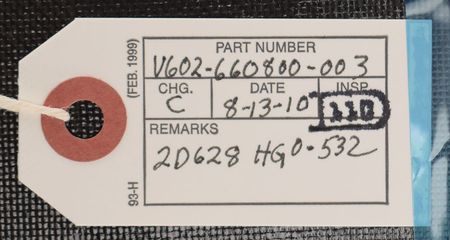 PART NUMBER
V602-660800-003
CHG. DATE INSP.
C 8-13-10 110
REMARKS
2D628 HG0-532
(FEB. 1999)
93-H